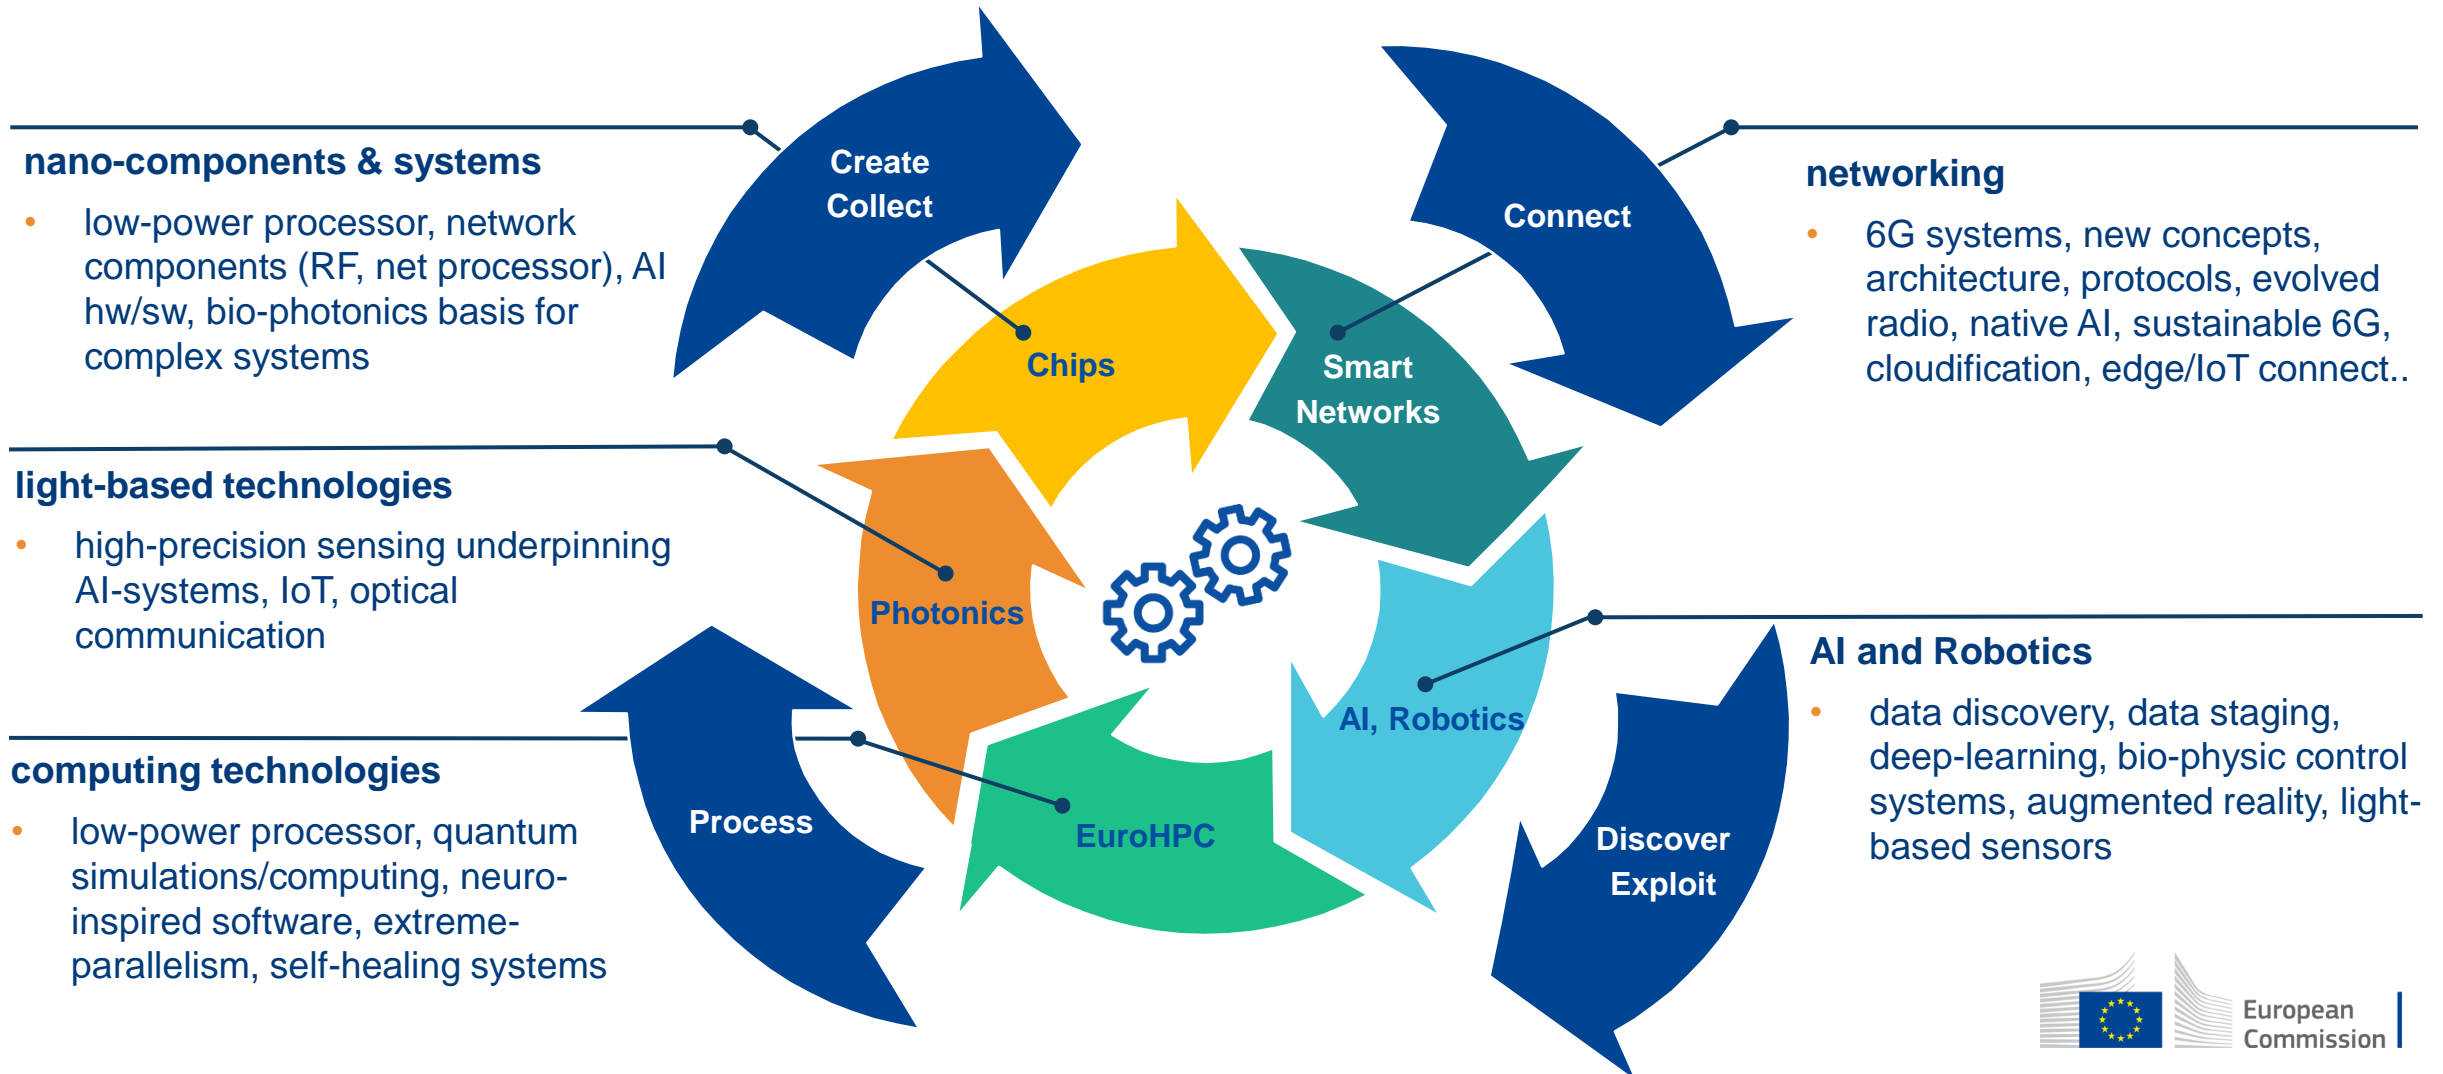 nano-components & systems
• low-power processor, network
components (RF, net processor), AI
hw/sw, bio-photonics basis for
complex systems
light-based technologies
• high-precision sensing underpinning
AI-systems, IoT, optical
communication
computing technologies
• low-power processor, quantum
simulations/computing, neuro-
inspired software, extreme-
parallelism, self-healing systems
Create
Collect
Connect
Chips
Smart
Networks
Photonics
AI, Robotics
EuroHPC
Process
Discover
Exploit
networking
• 6G systems, new concepts,
architecture, protocols, evolved
radio, native AI, sustainable 6G,
cloudification, edge/IoT connect..
AI and Robotics
• data discovery, data staging,
deep-learning, bio-physic control
systems, augmented reality, light-
based sensors
European
Commission